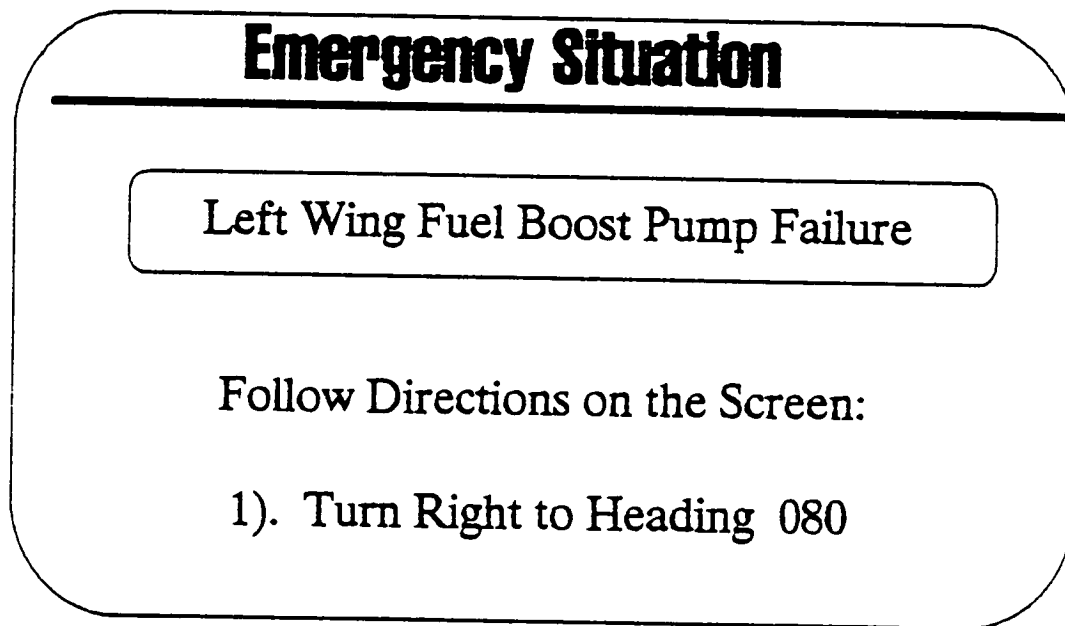 Emergency Situation
Left Wing Fuel Boost Pump Failure
Follow Directions on the Screen:
1). Turn Right to Heading 080